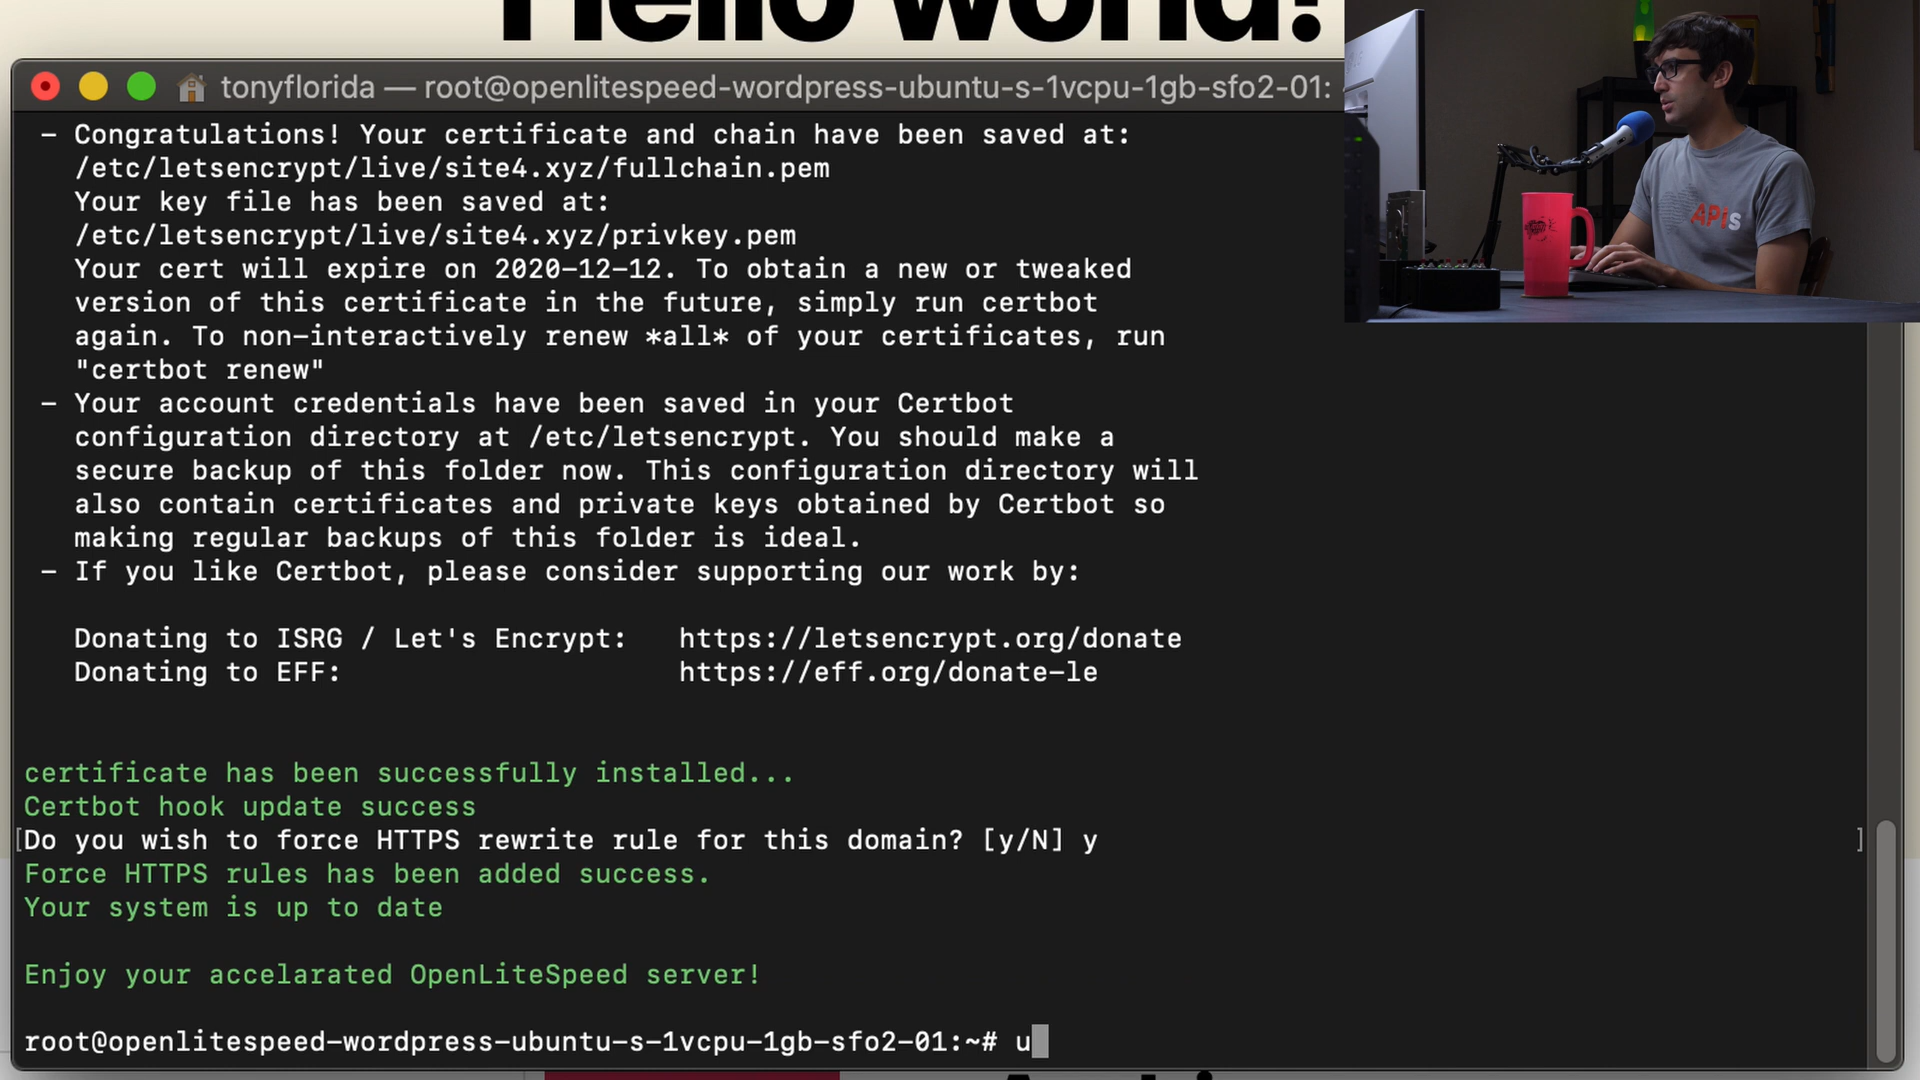 Hello world!
tonyflorida — root@openlitespeed-wordpress-ubuntu-s-1vcpu-1gb-sfo2-01:
- Congratulations! Your certificate and chain have been saved at:
/etc/letsencrypt/live/site4.xyz/fullchain.pem
Your key file has been saved at:
/etc/letsencrypt/live/site4.xyz/privkey.pem
Your cert will expire on 2020-12-12. To obtain a new or tweaked
version of this certificate in the future, simply run certbot
again. To non-interactively renew *all* of your certificates, run
"certbot renew"
- Your account credentials have been saved in your Certbot
configuration directory at /etc/letsencrypt. You should make a
secure backup of this folder now. This configuration directory will
also contain certificates and private keys obtained by Certbot so
making regular backups of this folder is ideal.
- If you like Certbot, please consider supporting our work by:
Donating to ISRG / Let's Encrypt:   https://letsencrypt.org/donate
Donating to EFF:                    https://eff.org/donate-le
certificate has been successfully installed...
Certbot hook update success
[Do you wish to force HTTPS rewrite rule for this domain? [y/N] y ]
Force HTTPS rules has been added success.
Your system is up to date
Enjoy your accelarated OpenLiteSpeed server!
root@openlitespeed-wordpress-ubuntu-s-1vcpu-1gb-sfo2-01:~# u
APIs